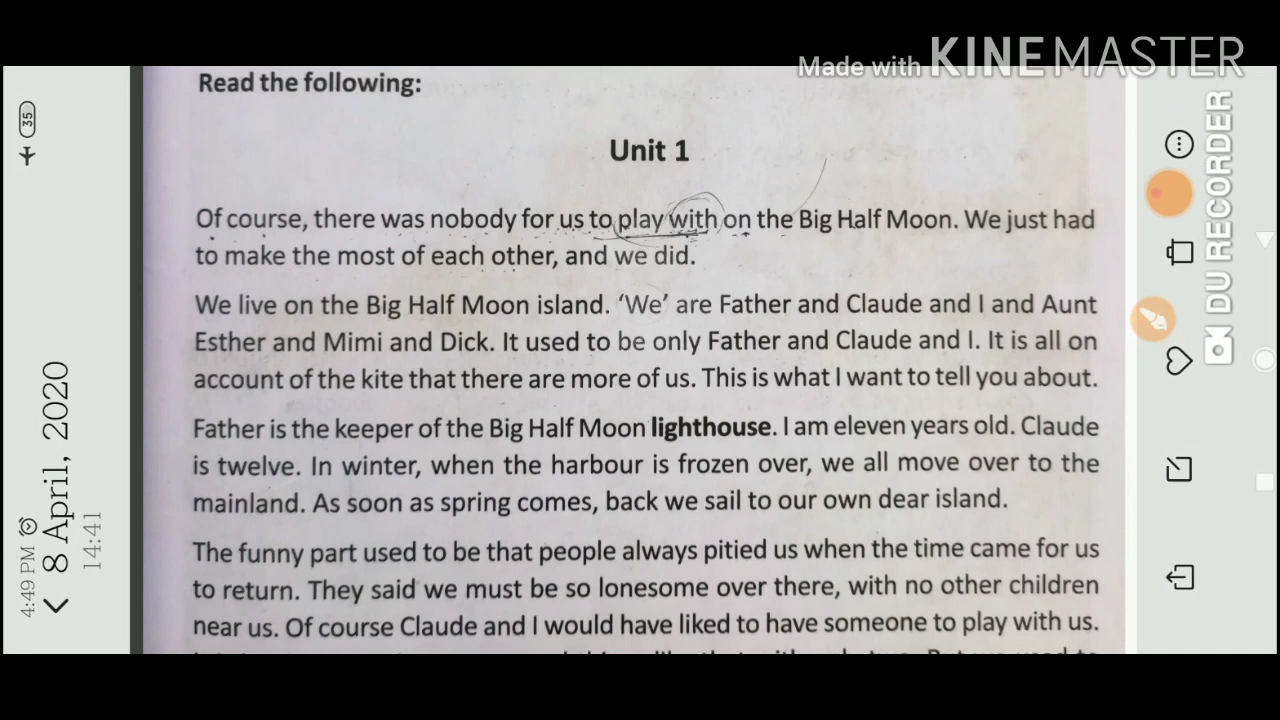 Made with KINEMASTER
Read the following:
Unit 1
Of course, there was nobody for us to play with on the Big Half Moon. We just had
to make the most of each other, and we did.
We live on the Big Half Moon island. ‘We’ are Father and Claude and I and Aunt
Esther and Mimi and Dick. It used to be only Father and Claude and I. It is all on
account of the kite that there are more of us. This is what I want to tell you about.
Father is the keeper of the Big Half Moon lighthouse. I am eleven years old. Claude
is twelve. In winter, when the harbour is frozen over, we all move over to the
mainland. As soon as spring comes, back we sail to our own dear island.
The funny part used to be that people always pitied us when the time came for us
to return. They said we must be so lonesome over there, with no other children
near us. Of course Claude and I would have liked to have someone to play with us.
4:49 PM
35
8 April, 2020
14:41
DU RECORDER